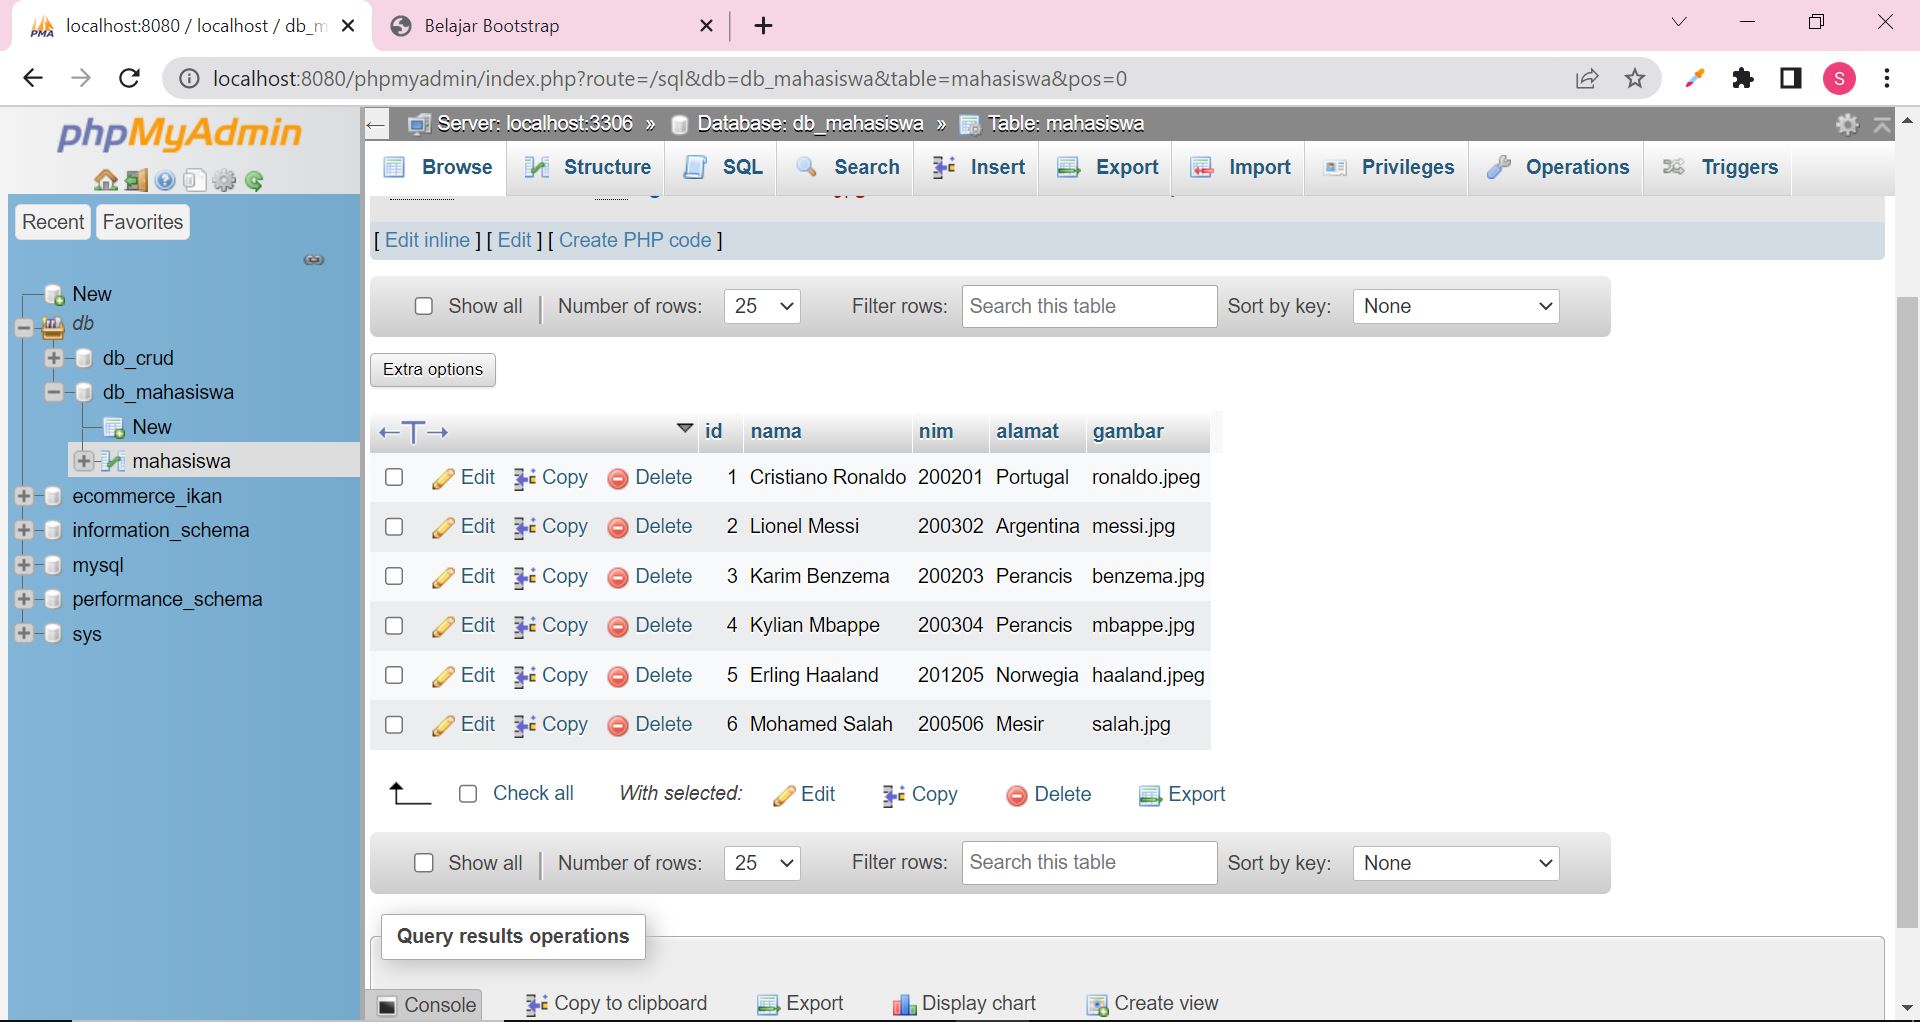 localhost:8080 / localhost / db_m
Belajar Bootstrap
localhost:8080/phpmyadmin/index.php?route=/sql&db=db_mahasiswa&table=mahasiswa&pos=0
S
phpMyAdmin
Recent Favorites
New
db
db_crud
db_mahasiswa
New
mahasiswa
ecommerce_ikan
information_schema
mysql
performance_schema
sys
Server: localhost:3306 » Database: db_mahasiswa » Table: mahasiswa
Browse Structure SQL Search Insert Export Import Privileges Operations Triggers
[ Edit inline ] [ Edit ] [ Create PHP code ]
Show all | Number of rows: 25 Filter rows: Search this table Sort by key: None
Extra options
←T→ id nama nim alamat gambar
Edit Copy Delete 1 Cristiano Ronaldo 200201 Portugal ronaldo.jpeg
Edit Copy Delete 2 Lionel Messi 200302 Argentina messi.jpg
Edit Copy Delete 3 Karim Benzema 200203 Perancis benzema.jpg
Edit Copy Delete 4 Kylian Mbappe 200304 Perancis mbappe.jpg
Edit Copy Delete 5 Erling Haaland 201205 Norwegia haaland.jpeg
Edit Copy Delete 6 Mohamed Salah 200506 Mesir salah.jpg
Check all With selected: Edit Copy Delete Export
Show all | Number of rows: 25 Filter rows: Search this table Sort by key: None
Query results operations
Console Copy to clipboard Export Display chart Create view